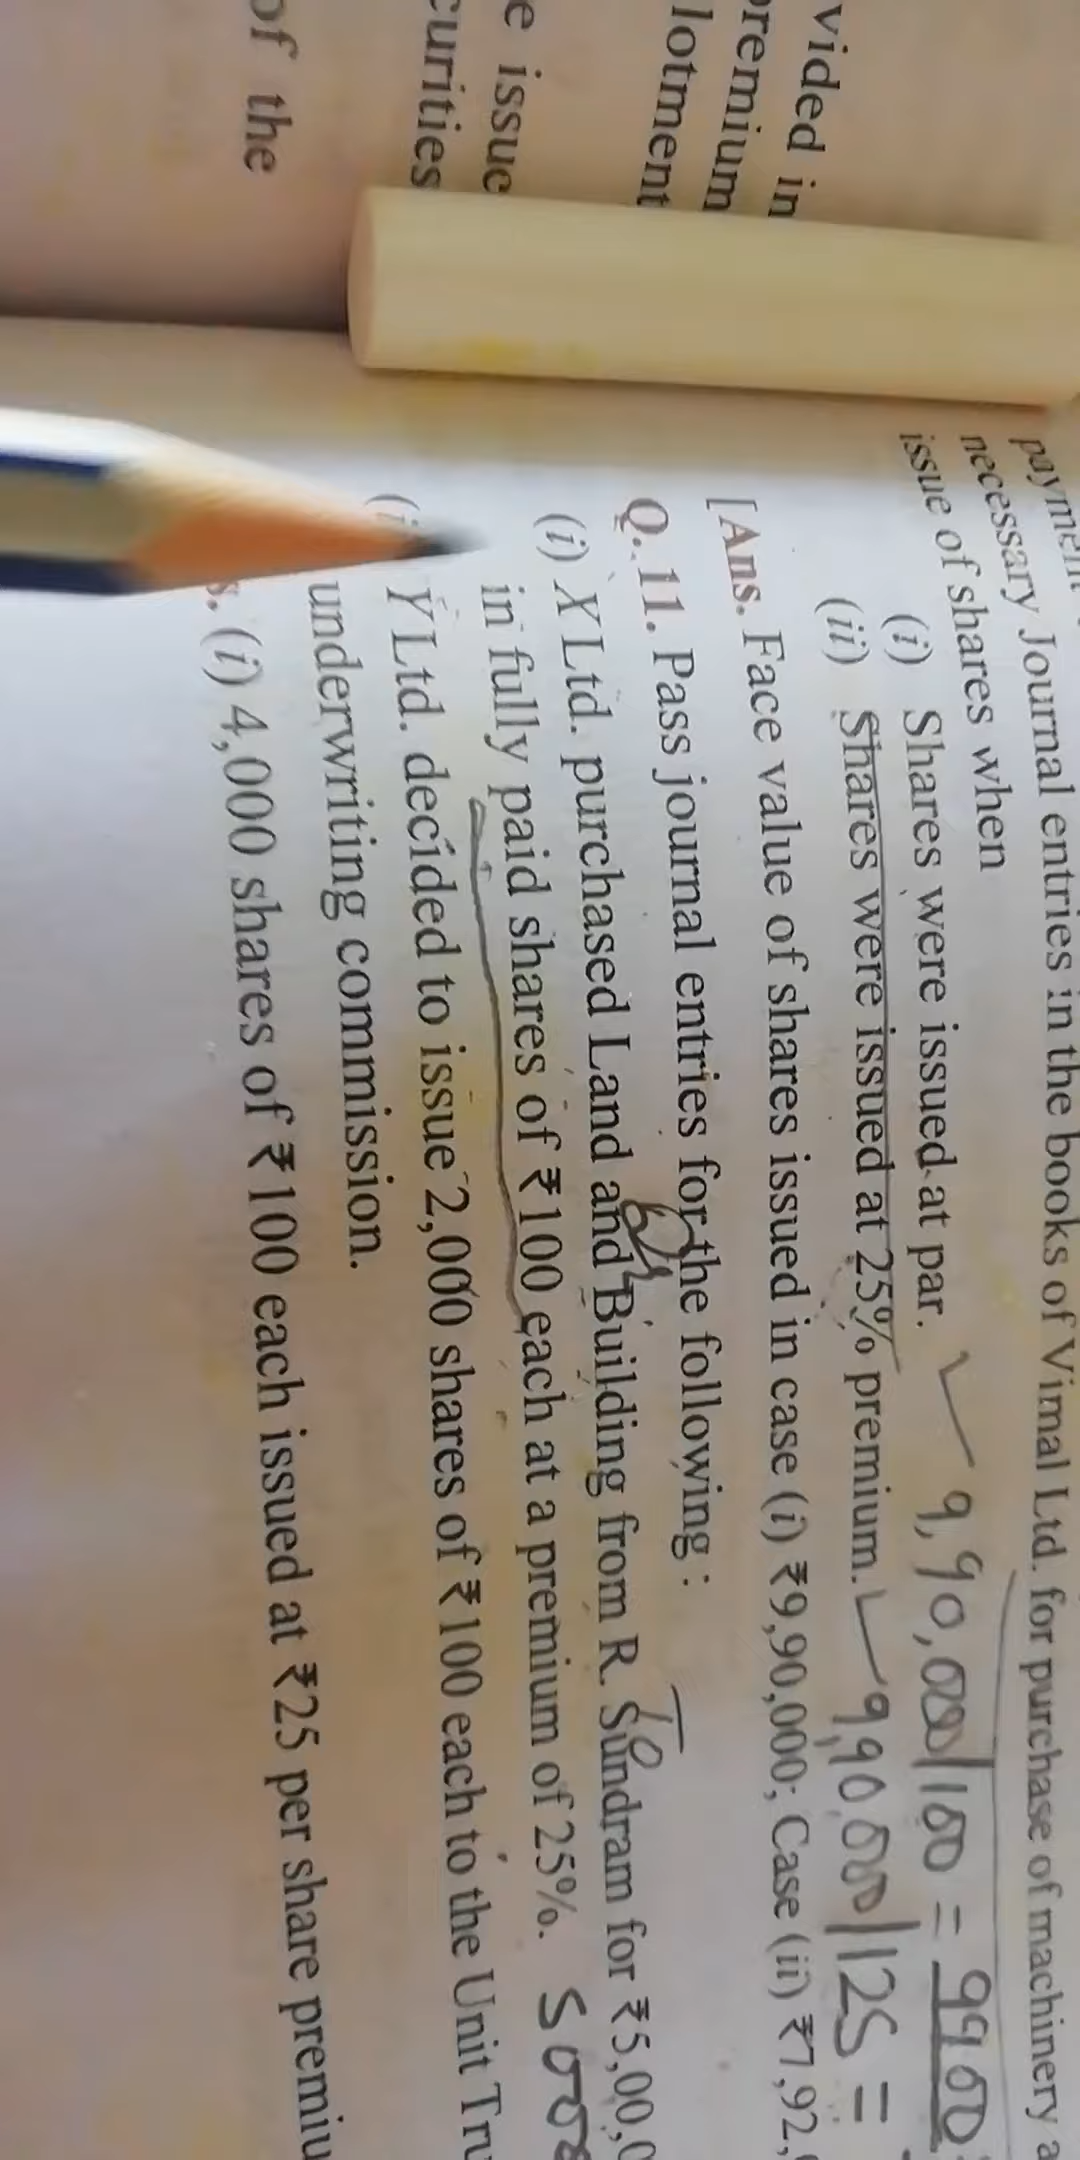 vided in
premium
lotment
e issue
curities
of the
payment
necessary Journal entries in the books of Vimal Ltd. for purchase of machinery a
issue of shares when
(i) Shares were issued at par. 9,90,000/100 = 9900
(ii) Shares were issued at 25% premium. 9,90,000/125 =
[Ans. Face value of shares issued in case (i) ₹9,90,000; Case (ii) ₹7,92,
Q. 11. Pass journal entries for the following :
Dr To
(i) X Ltd. purchased Land and Building from R. Sundram for ₹5,00,0
in fully paid shares of ₹100 each at a premium of 25%.
Y Ltd. decided to issue 2,000 shares of ₹100 each to the Unit Tru
underwriting commission.
s. (i) 4,000 shares of ₹100 each issued at ₹25 per share premiu